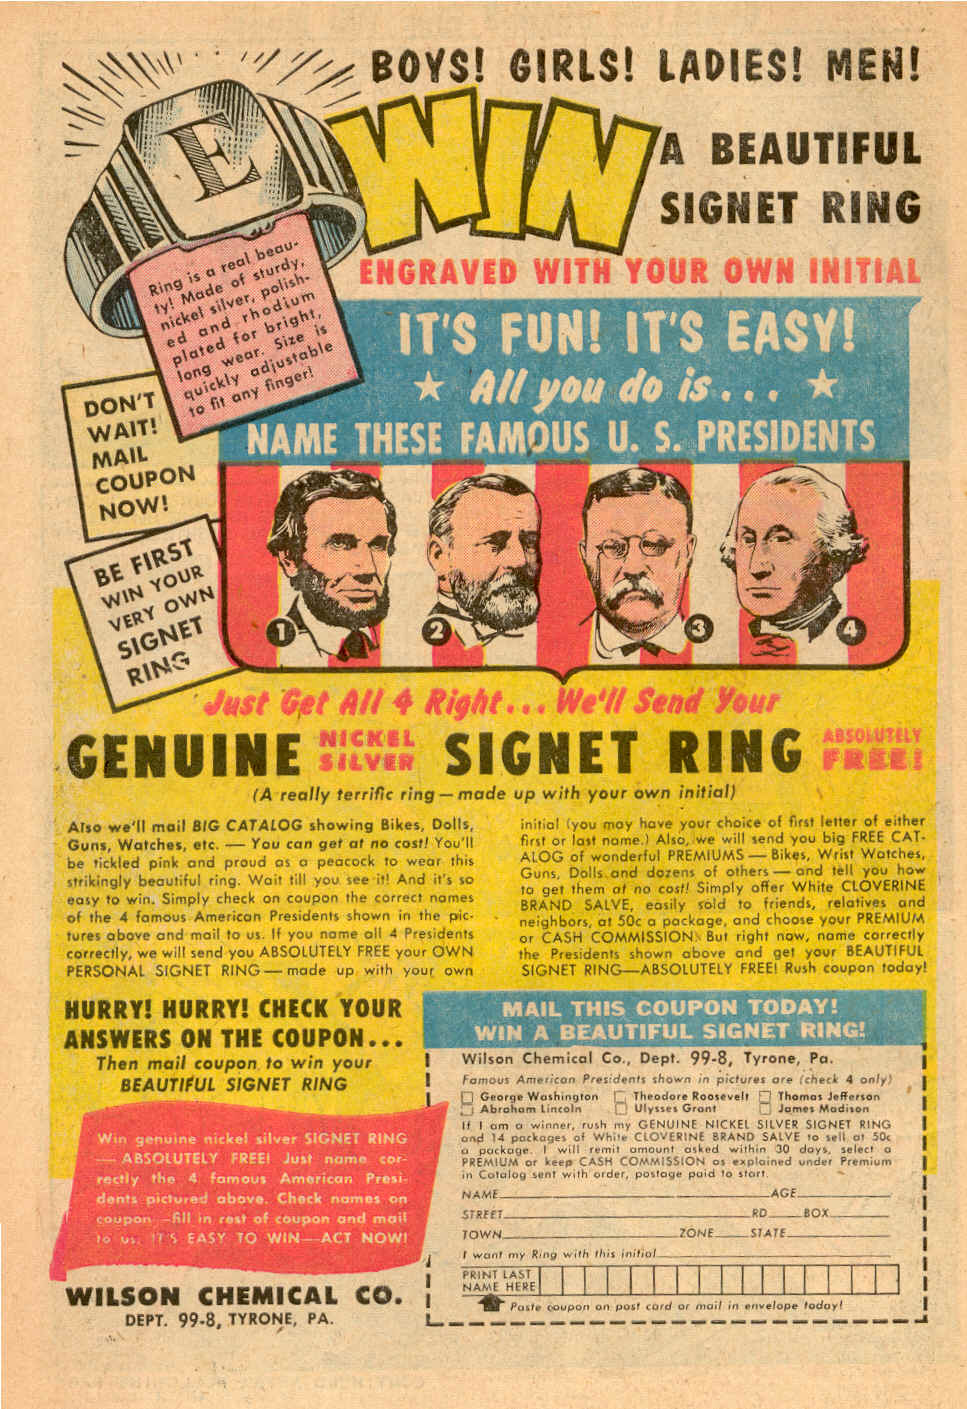 BOYS! GIRLS! LADIES! MEN!
WIN
A BEAUTIFUL
SIGNET RING
ENGRAVED WITH YOUR OWN INITIAL
E
Ring is a real beau-
ty! Made of sturdy,
nickel silver, polish-
ed and rhodium
plated for bright,
long wear. Size is
quickly adjustable
to fit any finger!
IT'S FUN! IT'S EASY!
★ All you do is... ★
NAME THESE FAMOUS U. S. PRESIDENTS
DON'T
WAIT!
MAIL
COUPON
NOW!
BE FIRST
WIN YOUR
VERY OWN
SIGNET
RING
1
2
3
4
Just Get All 4 Right... We'll Send Your
GENUINE NICKEL SILVER SIGNET RING ABSOLUTELY FREE!
(A really terrific ring — made up with your own initial)
Also we'll mail BIG CATALOG showing Bikes, Dolls,
Guns, Watches, etc. — You can get at no cost! You'll
be tickled pink and proud as a peacock to wear this
strikingly beautiful ring. Wait till you see it! And it's so
easy to win. Simply check on coupon the correct names
of the 4 famous American Presidents shown in the pic-
tures above and mail to us. If you name all 4 Presidents
correctly, we will send you ABSOLUTELY FREE your OWN
PERSONAL SIGNET RING — made up with your own
initial (you may have your choice of first letter of either
first or last name.) Also, we will send you big FREE CAT-
ALOG of wonderful PREMIUMS — Bikes, Wrist Watches,
Guns, Dolls and dozens of others — and tell you how
to get them at no cost! Simply offer White CLOVERINE
BRAND SALVE, easily sold to friends, relatives and
neighbors, at 50c a package, and choose your PREMIUM
or CASH COMMISSION. But right now, name correctly
the Presidents shown above and get your BEAUTIFUL
SIGNET RING—ABSOLUTELY FREE! Rush coupon today!
HURRY! HURRY! CHECK YOUR
ANSWERS ON THE COUPON...
Then mail coupon to win your
BEAUTIFUL SIGNET RING
Win genuine nickel silver SIGNET RING
— ABSOLUTELY FREE! Just name cor-
rectly the 4 famous American Presi-
dents pictured above. Check names on
coupon—fill in rest of coupon and mail
to us. IT'S EASY TO WIN—ACT NOW!
WILSON CHEMICAL CO.
DEPT. 99-8, TYRONE, PA.
MAIL THIS COUPON TODAY!
WIN A BEAUTIFUL SIGNET RING!
Wilson Chemical Co., Dept. 99-8, Tyrone, Pa.
Famous American Presidents shown in pictures are (check 4 only)
George Washington Theodore Roosevelt Thomas Jefferson
Abraham Lincoln Ulysses Grant James Madison
If I am a winner, rush my GENUINE NICKEL SILVER SIGNET RING
and 14 packages of White CLOVERINE BRAND SALVE to sell at 50c
a package. I will remit amount asked within 30 days, select a
PREMIUM or keep CASH COMMISSION as explained under Premium
in Catalog sent with order, postage paid to start.
NAME AGE
STREET RD BOX
TOWN ZONE STATE
I want my Ring with this initial
PRINT LAST
NAME HERE
Paste coupon on post card or mail in envelope today!